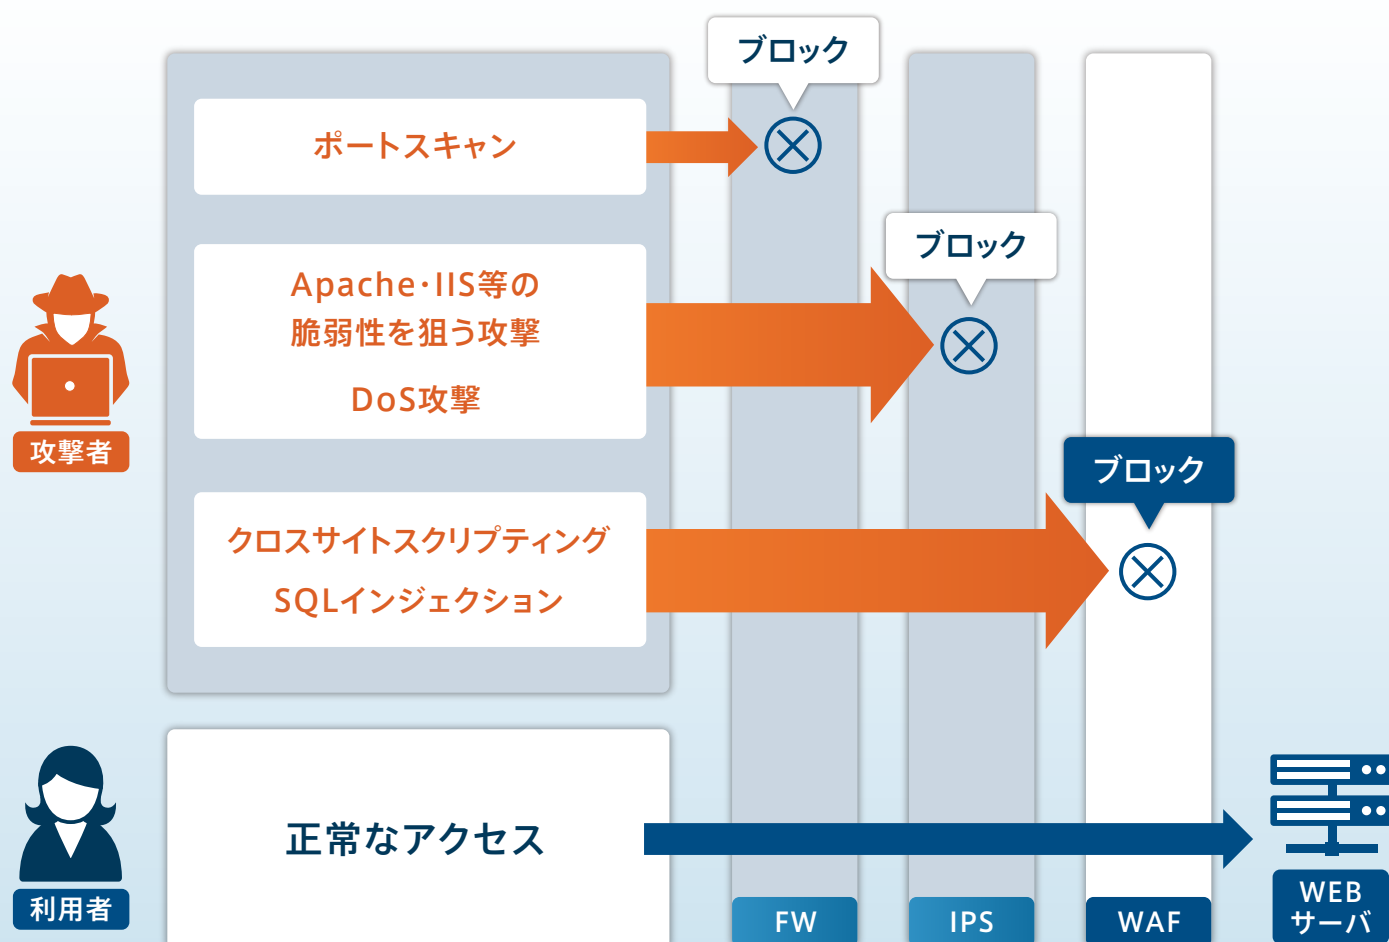 ブロック
ポートスキャン
ブロック
Apache・IIS等の
脆弱性を狙う攻撃
DoS攻撃
攻撃者
ブロック
クロスサイトスクリプティング
SQLインジェクション
正常なアクセス
利用者
FW
IPS
WAF
WEB
サーバ